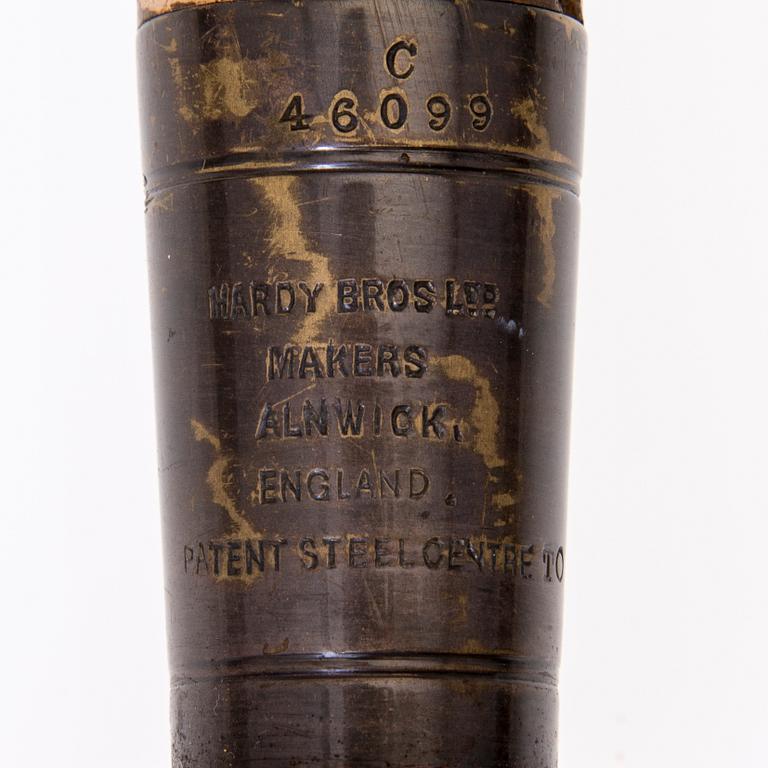 C
46099
HARDY BROS LTD
MAKERS
ALNWICK.
ENGLAND.
PATENT STEEL CENTRE TO